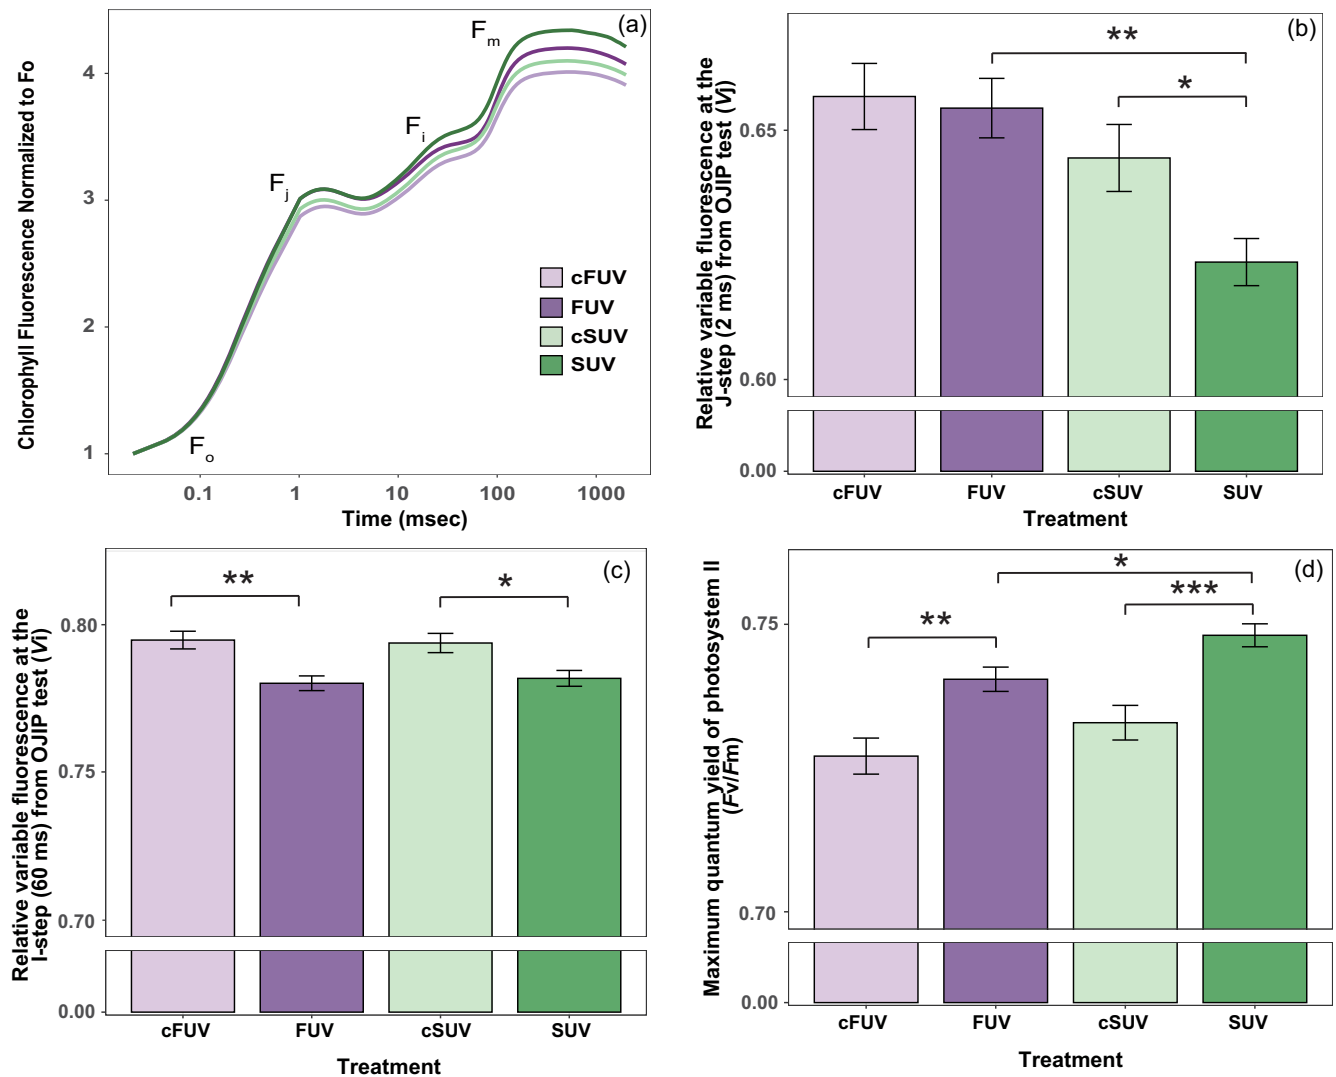 (a)
Chlorophyll Fluorescence Normalized to Fo
4
3
2
1
Fo
Fj
Fi
Fm
cFUV
FUV
cSUV
SUV
0.1 1 10 100 1000
Time (msec)
(b)
Relative variable fluorescence at the
J-step (2 ms) from OJIP test (Vj)
0.65
0.60
0.00
** 
*
cFUV FUV cSUV SUV
Treatment
(c)
Relative variable fluorescence at the
I-step (60 ms) from OJIP test (Vi)
0.80
0.75
0.70
0.00
**
*
cFUV FUV cSUV SUV
Treatment
(d)
Maximum quantum yield of photosystem II
(Fv/Fm)
0.75
0.70
0.00
*
***
**
cFUV FUV cSUV SUV
Treatment